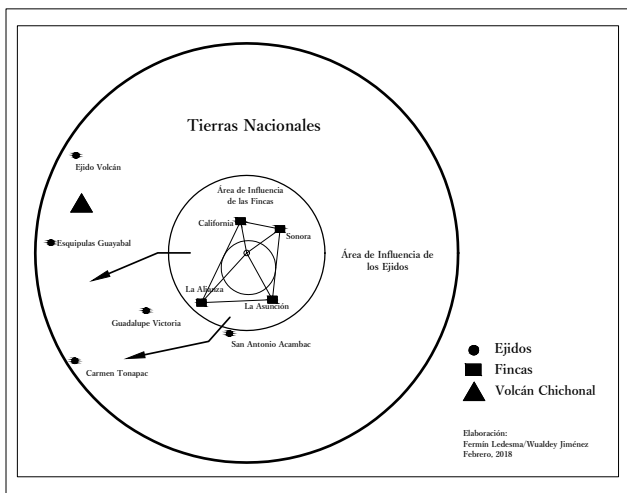 Tierras Nacionales
Ejido Volcán
Área de Influencia
de las Fincas
California
Sonora
Esquipulas Guayabal
Área de Influencia de
los Ejidos
La Alianza
La Asunción
Guadalupe Victoria
San Antonio Acambac
Carmen Tonapac
Ejidos
Fincas
Volcán Chichonal
Elaboración:
Fermín Ledesma/Wualdey Jiménez
Febrero, 2018